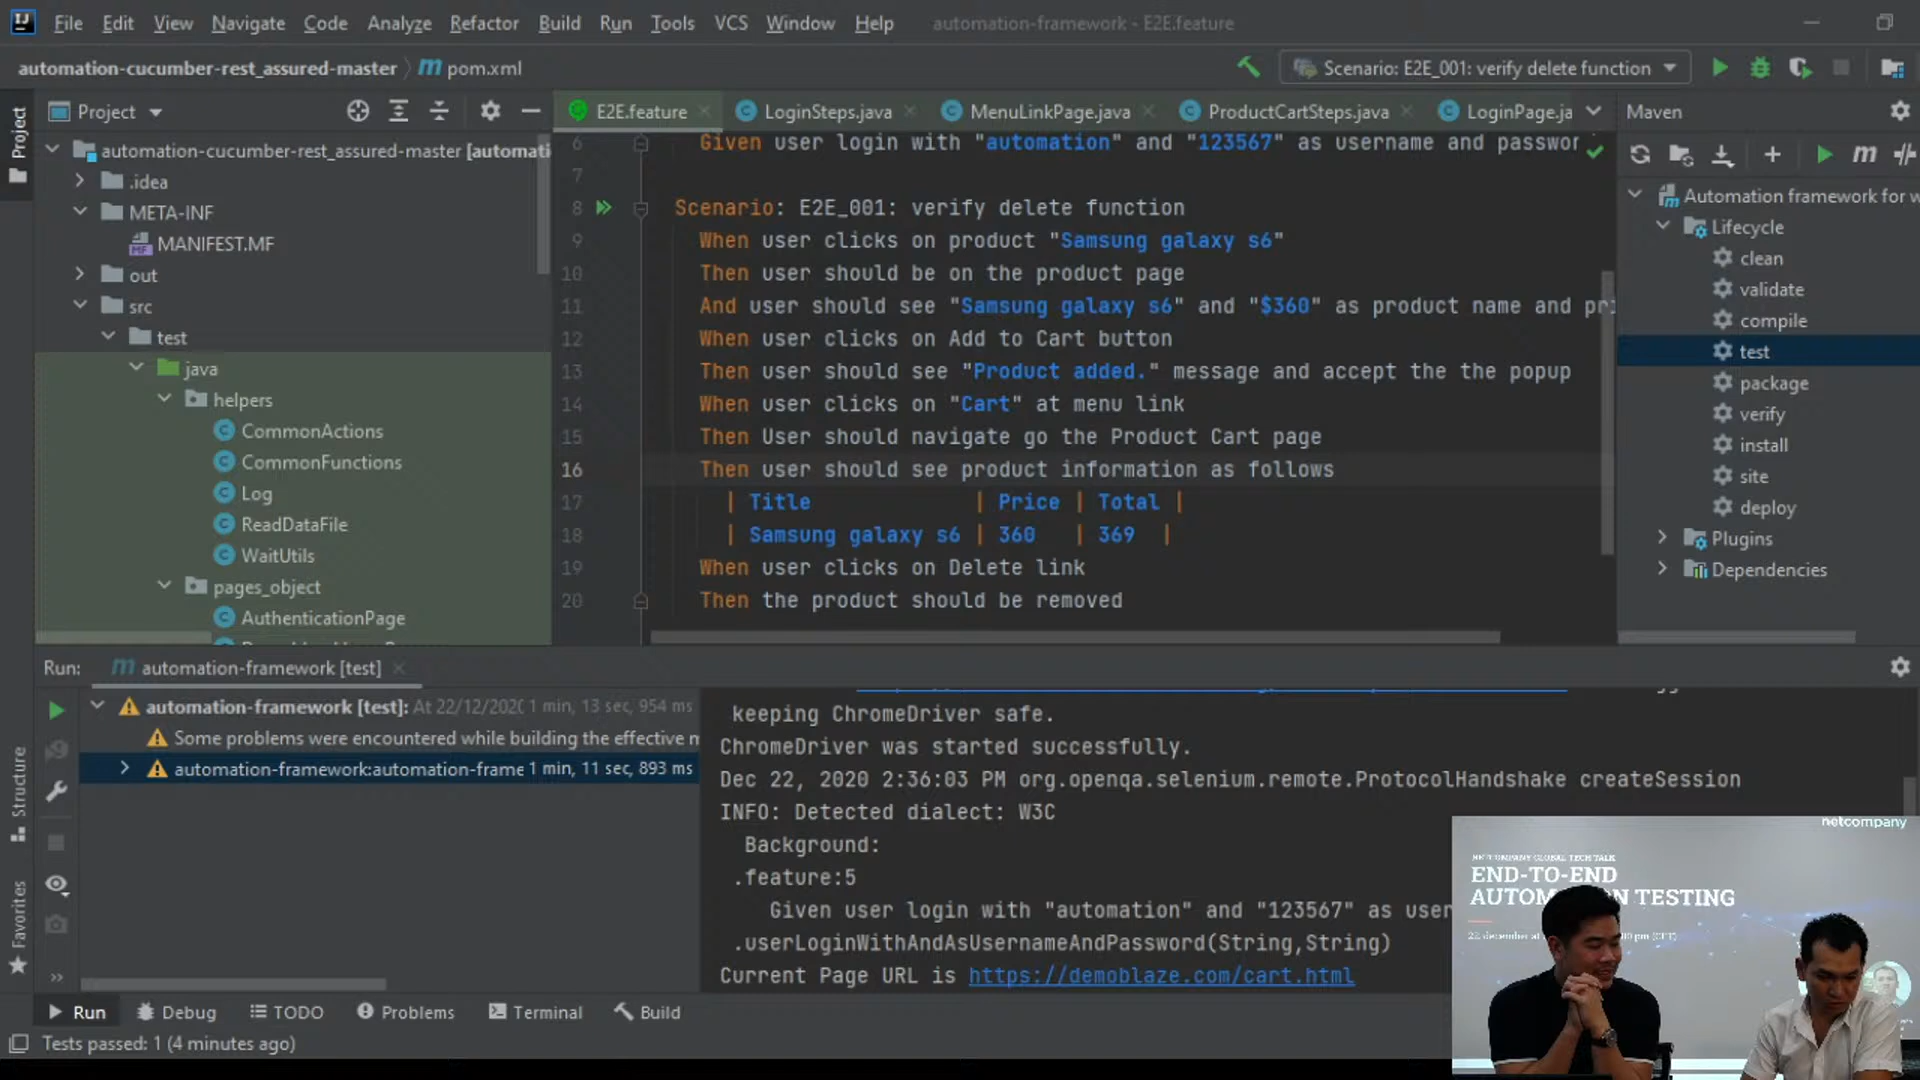 File Edit View Navigate Code Analyze Refactor Build Run Tools VCS Window Help automation-framework - E2E.feature
automation-cucumber-rest_assured-master pom.xml
Scenario: E2E_001: verify delete function
Project
Project
automation-cucumber-rest_assured-master [automati
.idea
META-INF
MANIFEST.MF
out
src
test
java
helpers
CommonActions
CommonFunctions
Log
ReadDataFile
WaitUtils
pages_object
AuthenticationPage
E2E.feature LoginSteps.java MenuLinkPage.java ProductCartSteps.java LoginPage.ja
6 Given user login with "automation" and "123567" as username and passwor
7
8 Scenario: E2E_001: verify delete function
9 When user clicks on product "Samsung galaxy s6"
10 Then user should be on the product page
11 And user should see "Samsung galaxy s6" and "$360" as product name and pri
12 When user clicks on Add to Cart button
13 Then user should see "Product added." message and accept the the popup
14 When user clicks on "Cart" at menu link
15 Then User should navigate go the Product Cart page
16 Then user should see product information as follows
17 | Title | Price | Total |
18 | Samsung galaxy s6 | 360 | 369 |
19 When user clicks on Delete link
20 Then the product should be removed
Maven
Automation framework for w
Lifecycle
clean
validate
compile
test
package
verify
install
site
deploy
Plugins
Dependencies
Run: automation-framework [test]
automation-framework [test]: At 22/12/2020 1 min, 13 sec, 954 ms
Some problems were encountered while building the effective m
automation-framework:automation-frame 1 min, 11 sec, 893 ms
keeping ChromeDriver safe.
ChromeDriver was started successfully.
Dec 22, 2020 2:36:03 PM org.openqa.selenium.remote.ProtocolHandshake createSession
INFO: Detected dialect: W3C
Background:
.feature:5
Given user login with "automation" and "123567" as user
.userLoginWithAndAsUsernameAndPassword(String,String)
Current Page URL is https://demoblaze.com/cart.html
Structure
Favorites
netcompany
NETCOMPANY GLOBAL TECH TALK
END-TO-END
AUTOMATION TESTING
22. december at
pm (CET)
Run Debug TODO Problems Terminal Build
Tests passed: 1 (4 minutes ago)